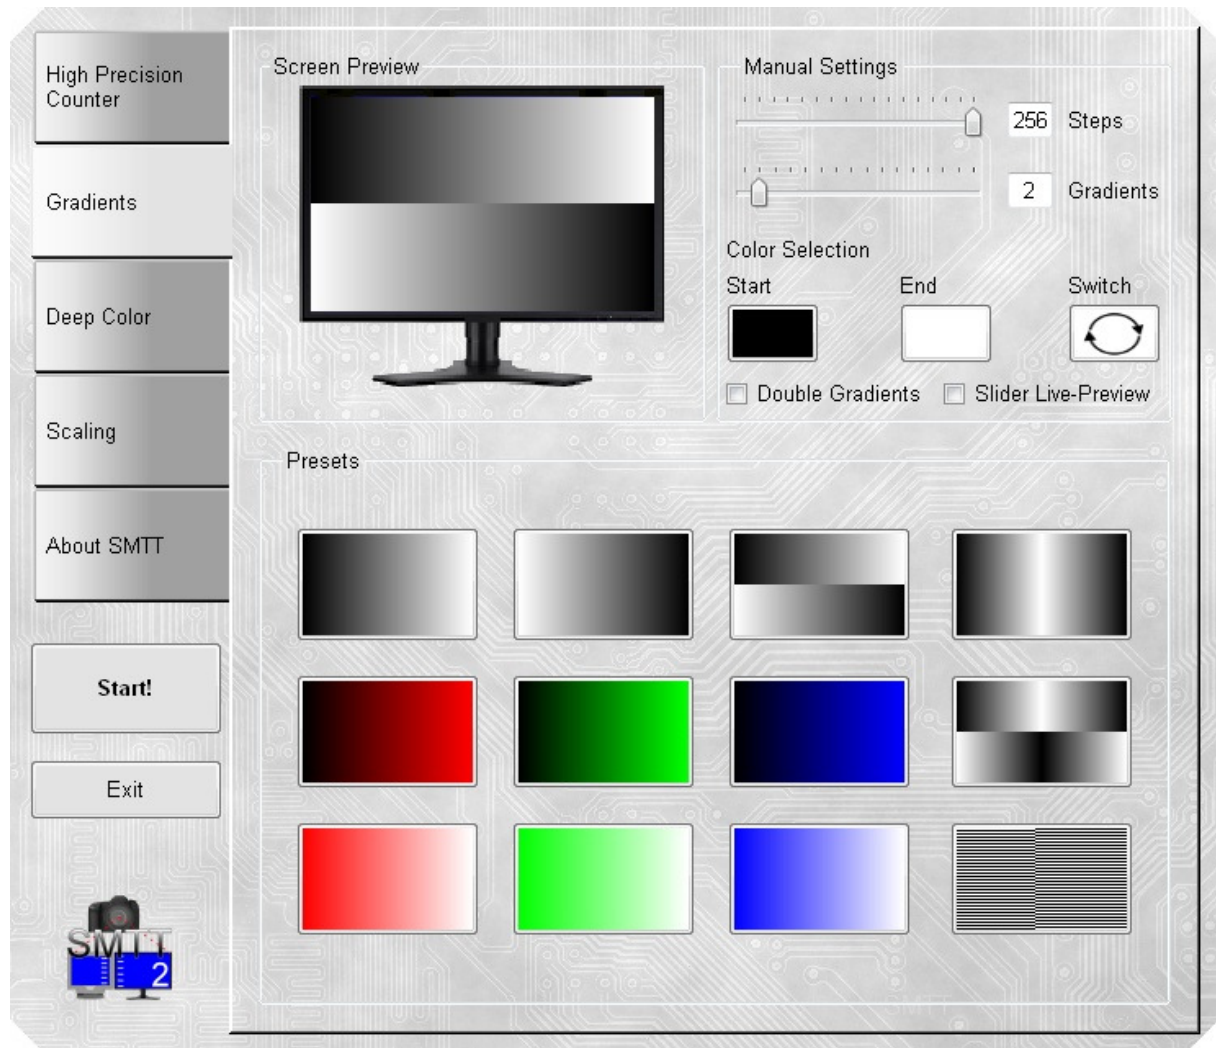 High Precision
Counter
Gradients
Deep Color
Scaling
About SMTT
Start!
Exit
SMTT
2
Screen Preview
Manual Settings
256 Steps
2 Gradients
Color Selection
Start End Switch
Double Gradients Slider Live-Preview
Presets